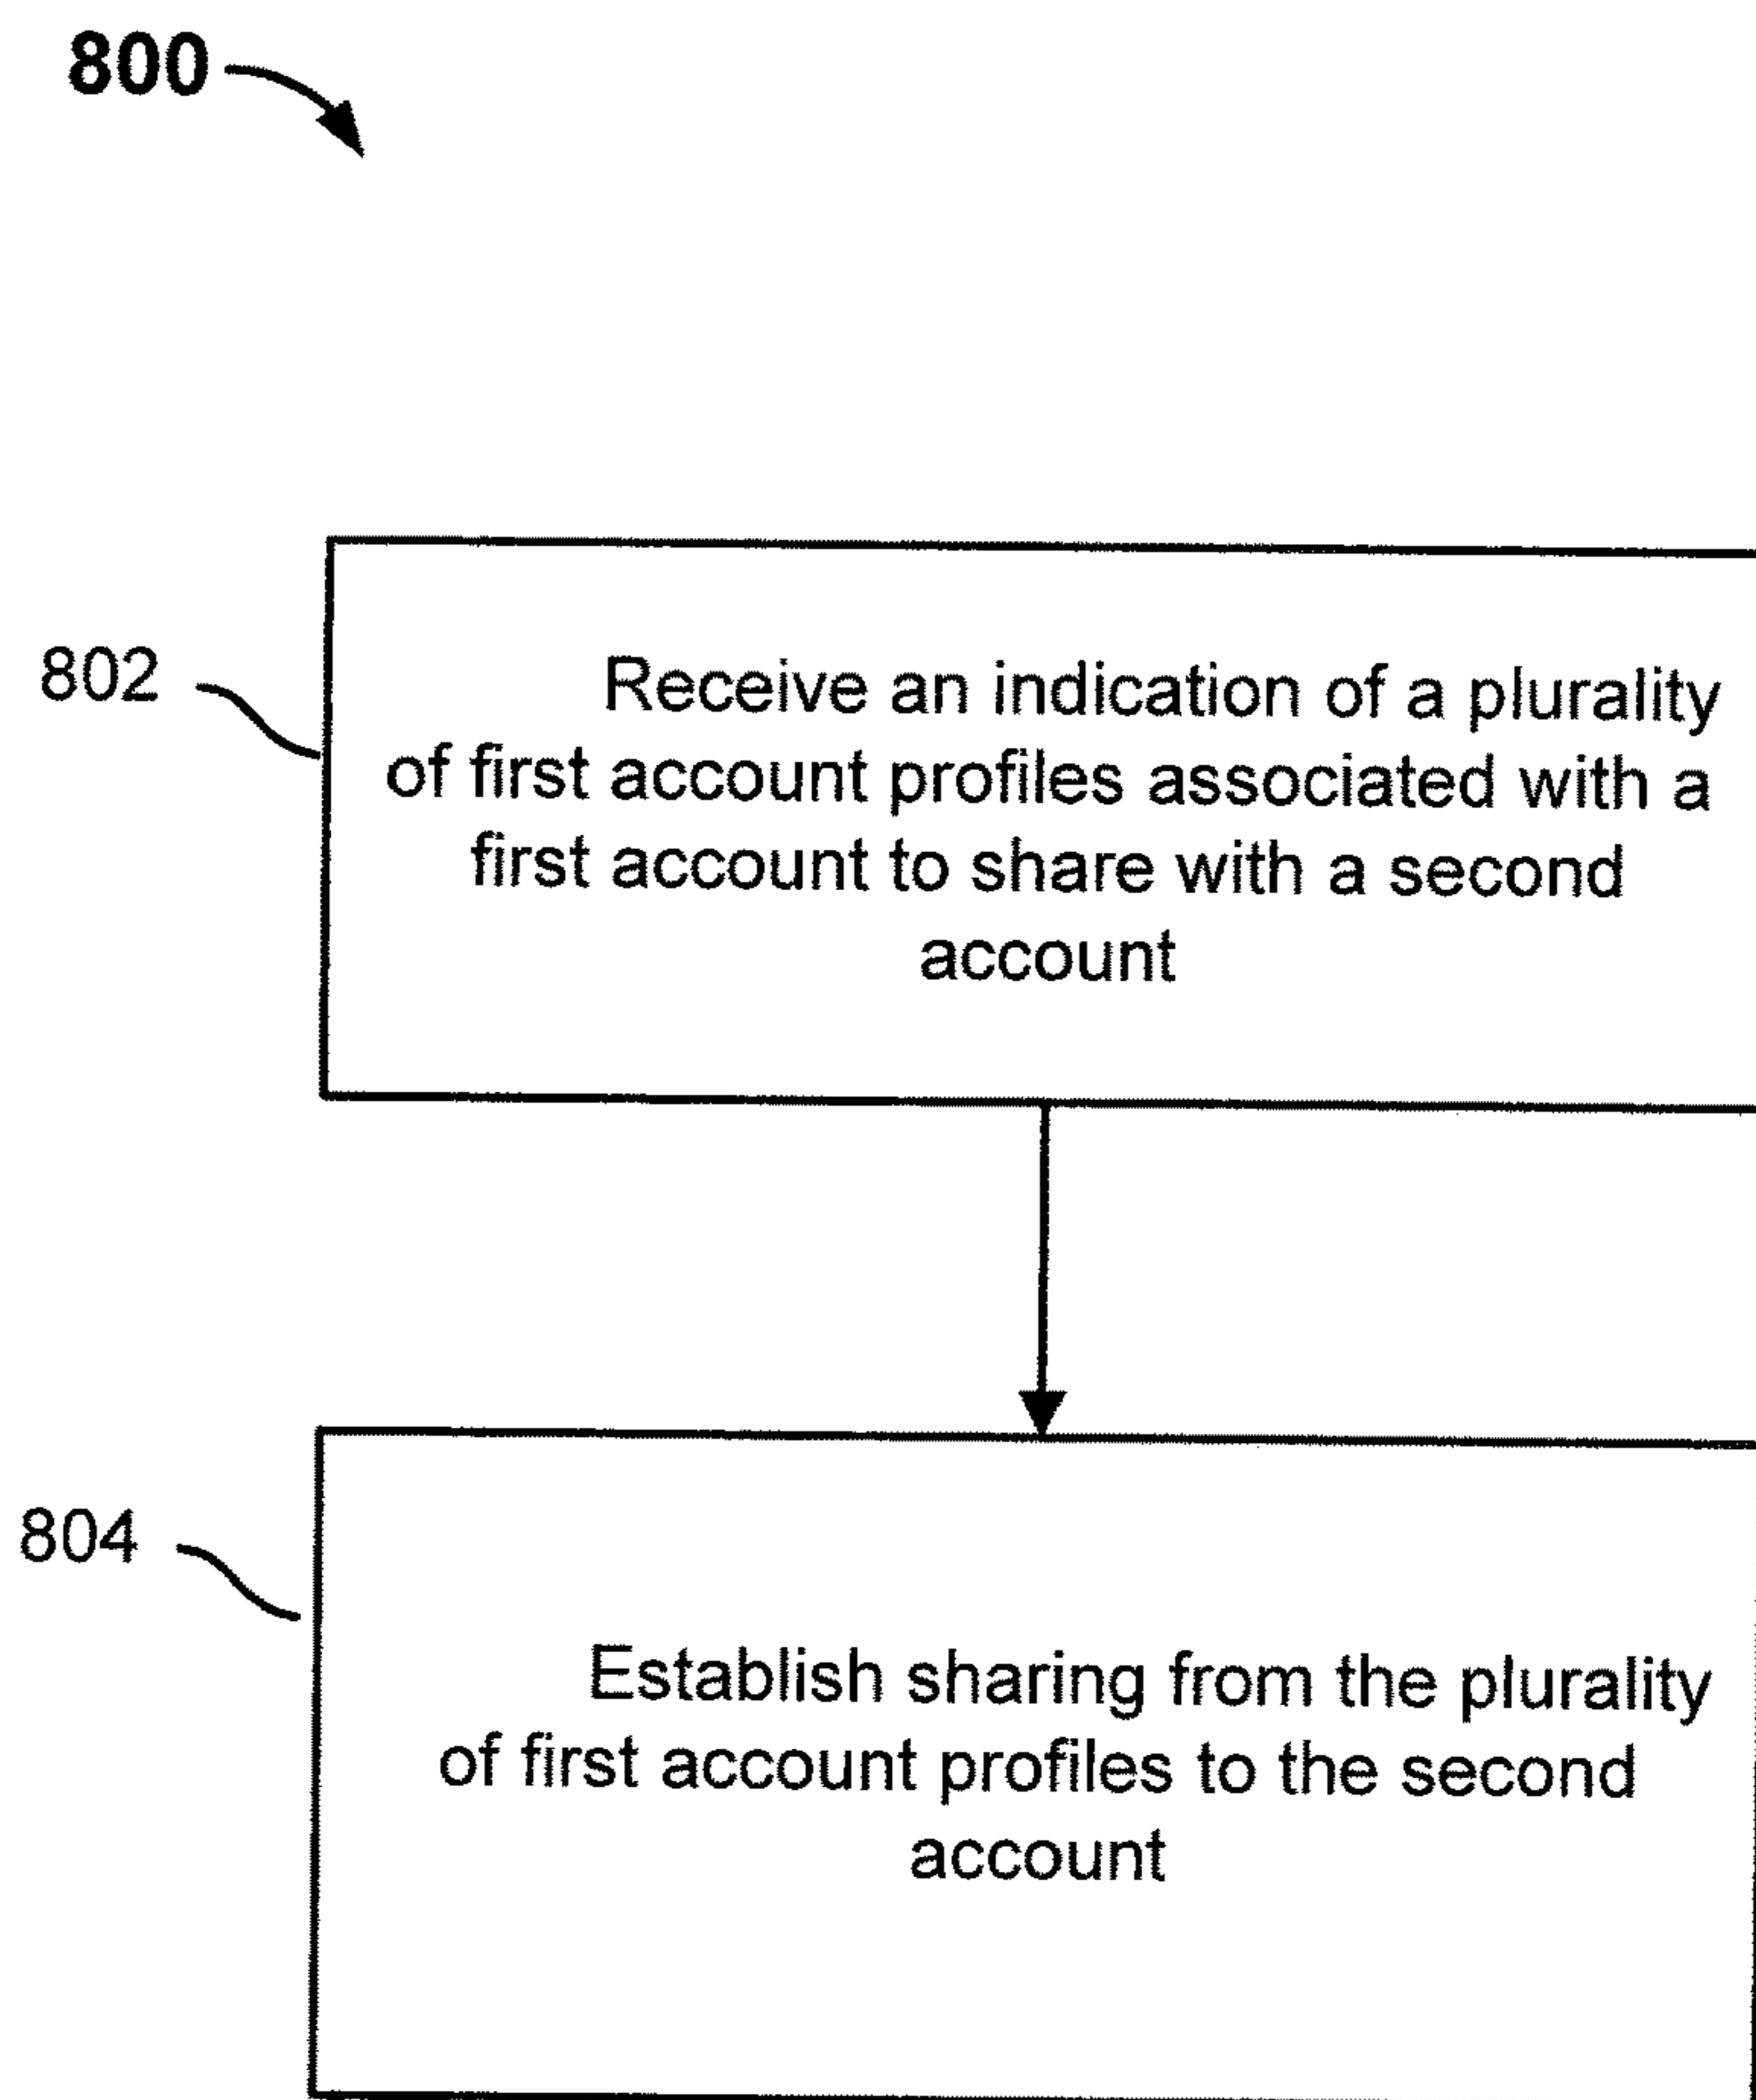 800
802
Receive an indication of a plurality
of first account profiles associated with a
first account to share with a second
account
804
Establish sharing from the plurality
of first account profiles to the second
account